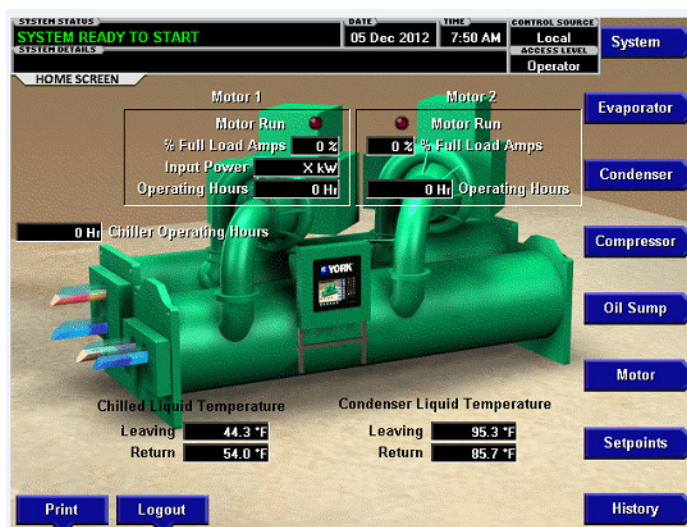 SYSTEM STATUS
SYSTEM READY TO START
SYSTEM DETAILS
DATE
05 Dec 2012
TIME
7:50 AM
CONTROL SOURCE
Local
ACCESS LEVEL
Operator
HOME SCREEN
Motor 1
Motor Run
% Full Load Amps 0 %
Input Power X kW
Operating Hours 0 Hr
Motor 2
Motor Run
0 % % Full Load Amps
0 Hr Operating Hours
0 Hr Chiller Operating Hours
YORK
Chilled Liquid Temperature
Leaving 44.3 °F
Return 54.0 °F
Condenser Liquid Temperature
Leaving 95.3 °F
Return 85.7 °F
System
Evaporator
Condenser
Compressor
Oil Sump
Motor
Setpoints
History
Print
Logout